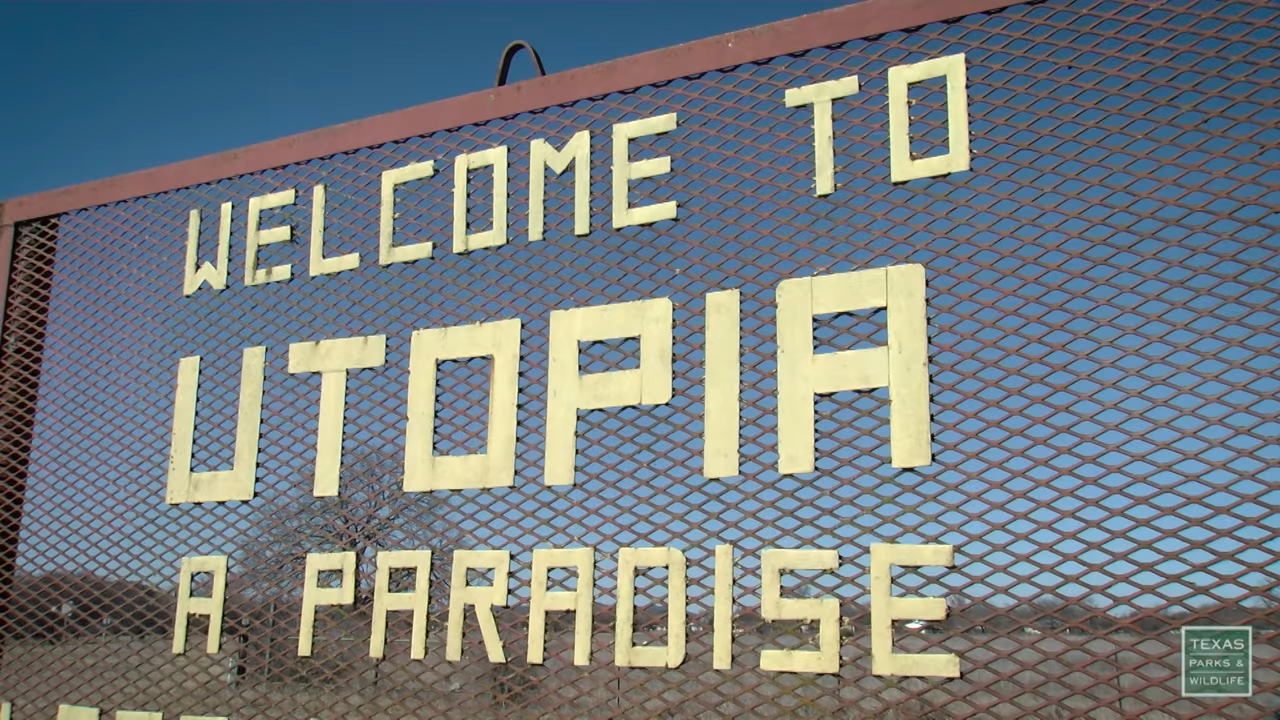 WELCOME TO
UTOPIA
A PARADISE
TEXAS
PARKS &
WILDLIFE